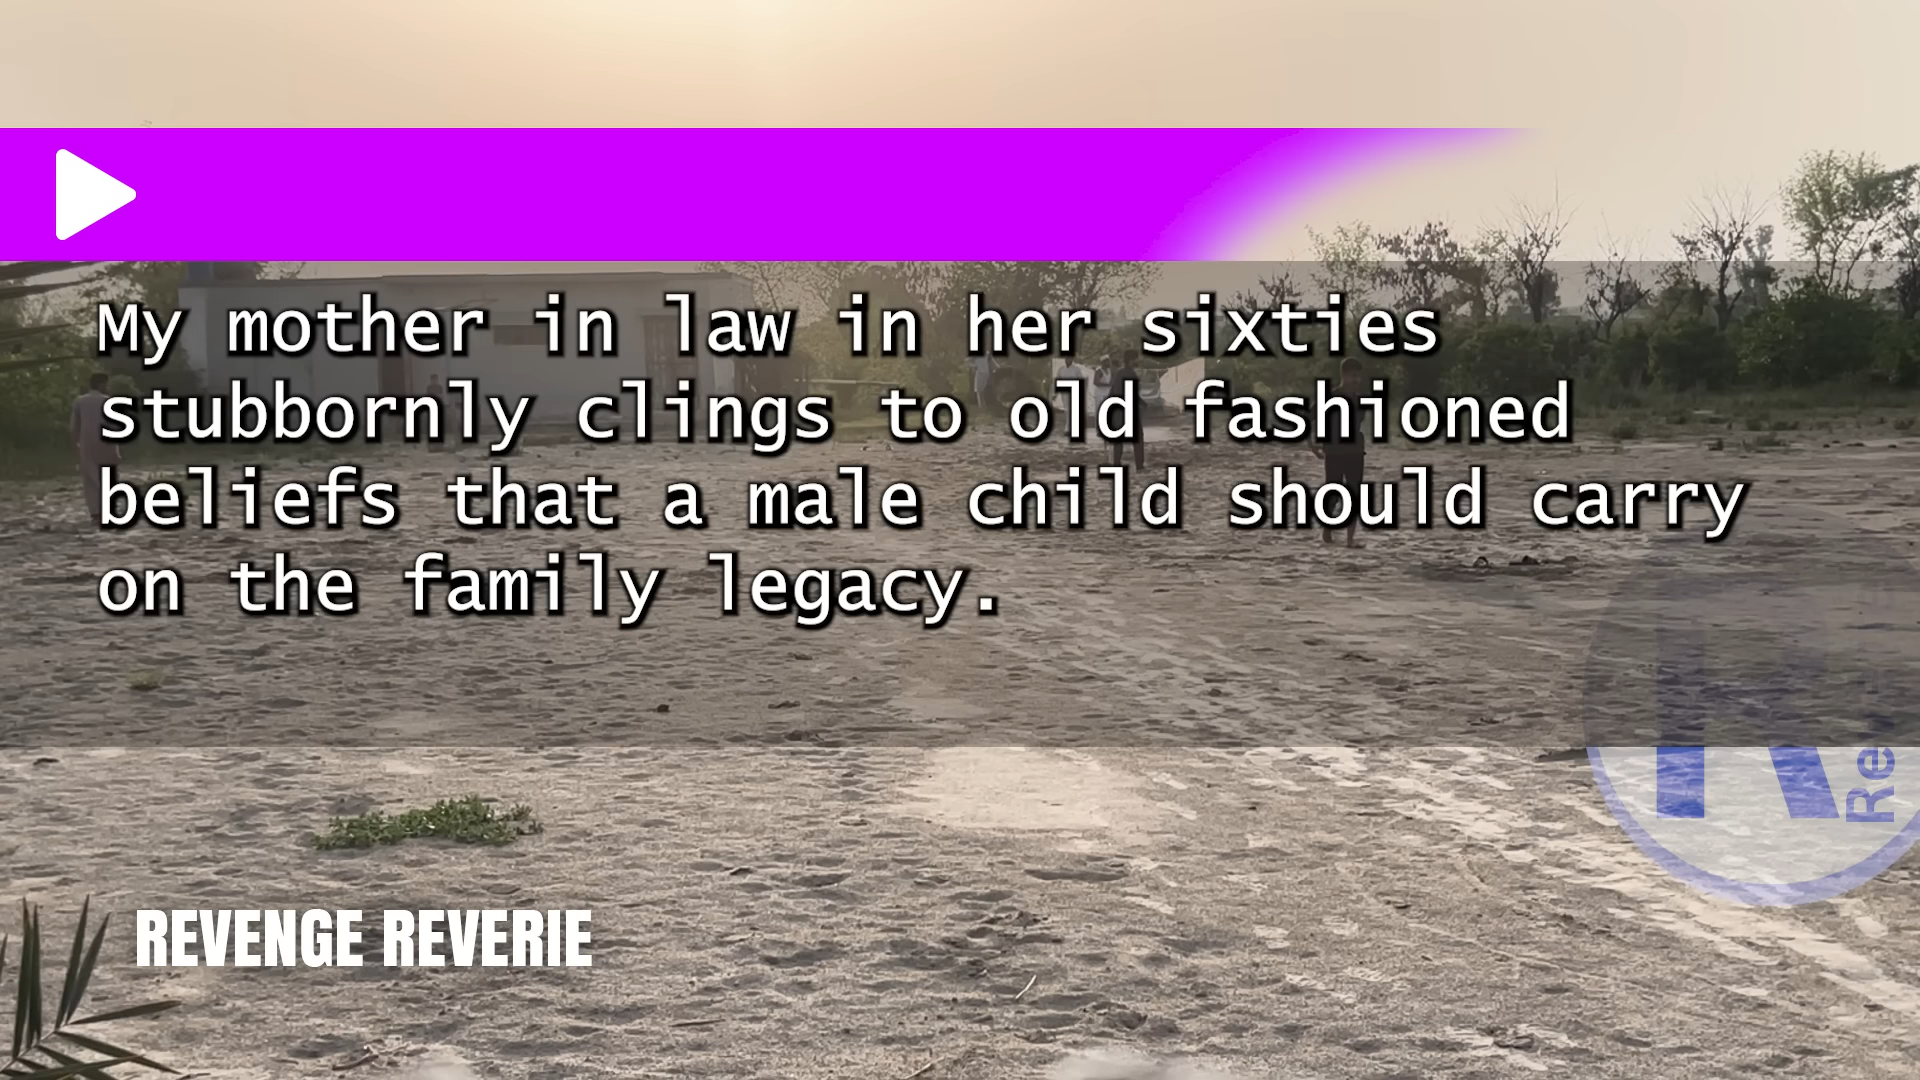 My mother in law in her sixties
stubbornly clings to old fashioned
beliefs that a male child should carry
on the family legacy.
R
Re
REVENGE REVERIE